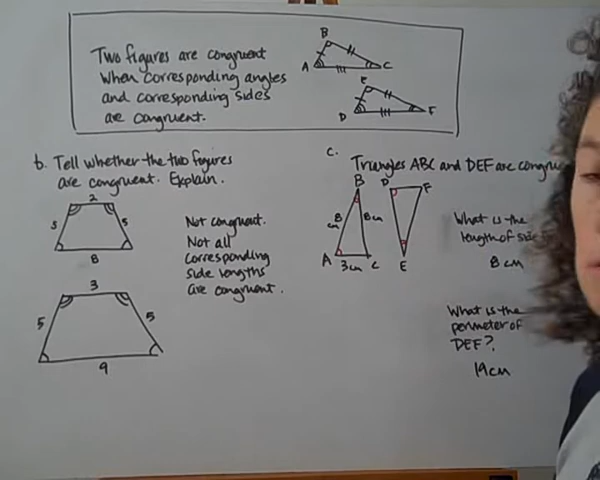 Two figures are congruent
when corresponding angles
and corresponding sides
are congruent.
B
A
C
E
D
F
b. Tell whether the two figures
are congruent. Explain.
2
5
5
8
Not congruent.
Not all
corresponding
side lengths
are congruent.
3
5
5
9
c.
Triangles ABC and DEF are
B
D
F
8
cm
8cm
A
3cm
C
E
What is the
length of
8cm
What is the
perimeter of
DEF?
19cm